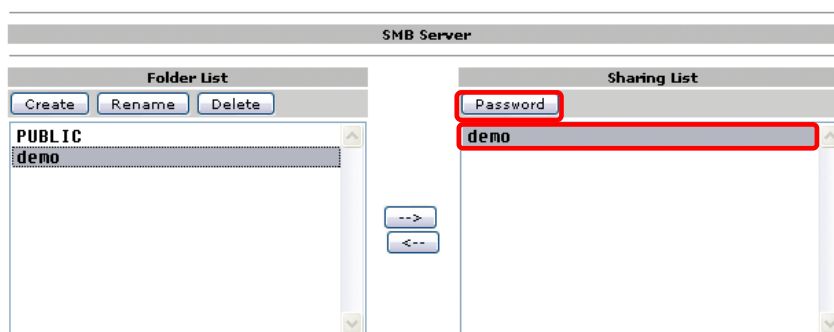 SMB Server
Folder List
Create Rename Delete
PUBLIC
demo
-->
<--
Sharing List
Password
demo